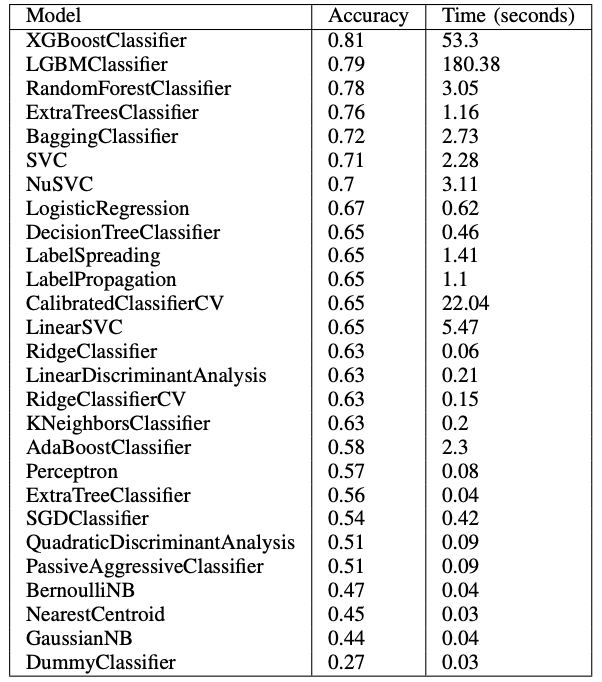 Model Accuracy Time (seconds)
XGBoostClassifier 0.81 53.3
LGBMClassifier 0.79 180.38
RandomForestClassifier 0.78 3.05
ExtraTreesClassifier 0.76 1.16
BaggingClassifier 0.72 2.73
SVC 0.71 2.28
NuSVC 0.7 3.11
LogisticRegression 0.67 0.62
DecisionTreeClassifier 0.65 0.46
LabelSpreading 0.65 1.41
LabelPropagation 0.65 1.1
CalibratedClassifierCV 0.65 22.04
LinearSVC 0.65 5.47
RidgeClassifier 0.63 0.06
LinearDiscriminantAnalysis 0.63 0.21
RidgeClassifierCV 0.63 0.15
KNeighborsClassifier 0.63 0.2
AdaBoostClassifier 0.58 2.3
Perceptron 0.57 0.08
ExtraTreeClassifier 0.56 0.04
SGDClassifier 0.54 0.42
QuadraticDiscriminantAnalysis 0.51 0.09
PassiveAggressiveClassifier 0.51 0.09
BernoulliNB 0.47 0.04
NearestCentroid 0.45 0.03
GaussianNB 0.44 0.04
DummyClassifier 0.27 0.03